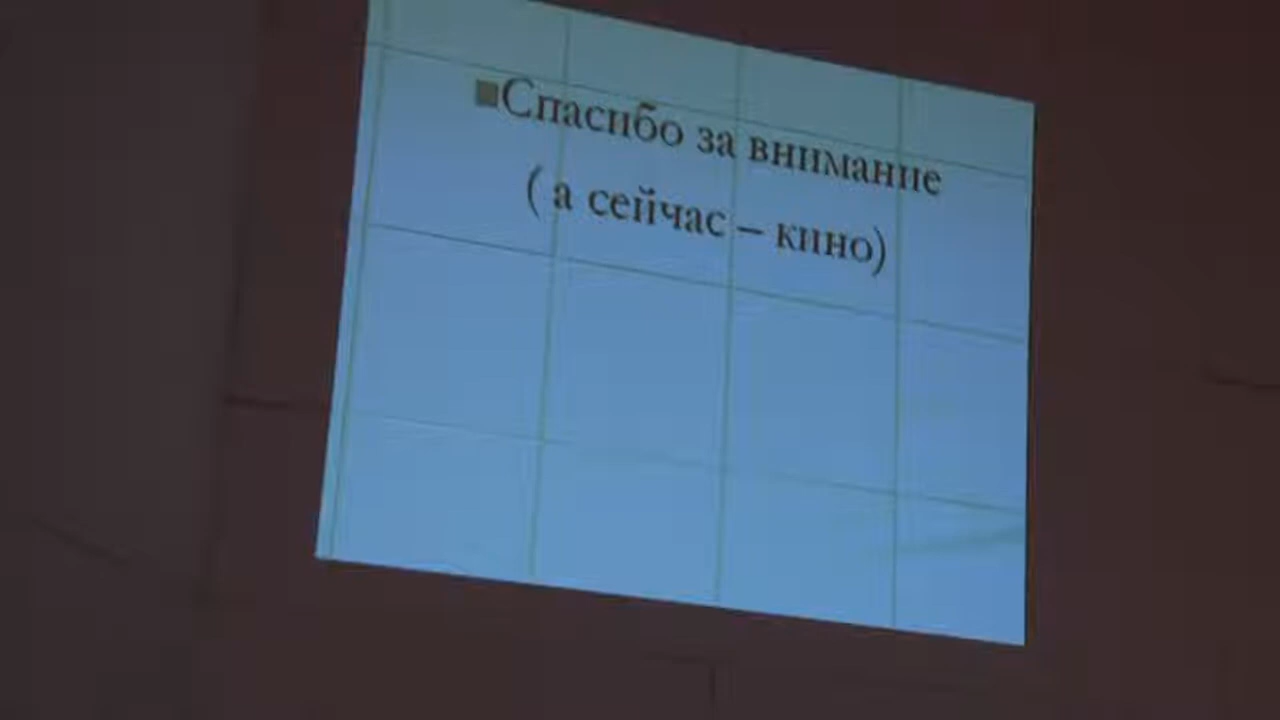 Спасибо за внимание
( а сейчас – кино)